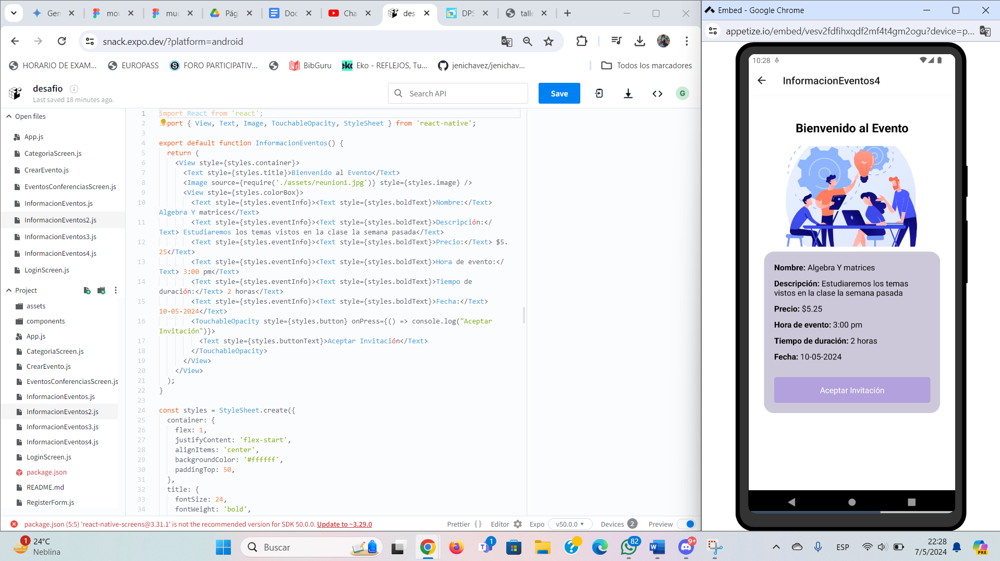 Gen
mou
muc
Pág
Doc
Cha
des
DPS
talle
Embed - Google Chrome
snack.expo.dev/?platform=android
appetize.io/embed/vesv2fdfihxqdf2mf4t4gm2ogu?device=p...
HORARIO DE EXAM...
EUROPASS
FORO PARTICIPATIV...
BibGuru
eko
Eko - REFLEJOS, Tu...
jenichavez/jenichav...
Todos los marcadores
desafio
Last saved 18 minutes ago.
Search API
Save
G
Open files
App.js
CategoriaScreen.js
CrearEvento.js
EventosConferenciasScreen.js
InformacionEventos.js
InformacionEventos2.js
InformacionEventos3.js
InformacionEventos4.js
LoginScreen.js
Project
assets
components
App.js
CategoriaScreen.js
CrearEvento.js
EventosConferenciasScreen.js
InformacionEventos.js
InformacionEventos2.js
InformacionEventos3.js
InformacionEventos4.js
LoginScreen.js
package.json
README.md
RegisterForm.js
1 import React from 'react';
2 import { View, Text, Image, TouchableOpacity, StyleSheet } from 'react-native';
3
4 export default function InformacionEventos() {
5 return (
6 <View style={styles.container}>
7 <Text style={styles.title}>Bienvenido al Evento</Text>
8 <Image source={require('./assets/reunion1.jpg')} style={styles.image} />
9 <View style={styles.colorBox}>
10 <Text style={styles.eventInfo}><Text style={styles.boldText}>Nombre:</Text>
Algebra Y matrices</Text>
11 <Text style={styles.eventInfo}><Text style={styles.boldText}>Descripción:</
Text> Estudiaremos los temas vistos en la clase la semana pasada</Text>
12 <Text style={styles.eventInfo}><Text style={styles.boldText}>Precio:</Text> $5.
25</Text>
13 <Text style={styles.eventInfo}><Text style={styles.boldText}>Hora de evento:</
Text> 3:00 pm</Text>
14 <Text style={styles.eventInfo}><Text style={styles.boldText}>Tiempo de
duración:</Text> 2 horas</Text>
15 <Text style={styles.eventInfo}><Text style={styles.boldText}>Fecha:</Text>
10-05-2024</Text>
16 <TouchableOpacity style={styles.button} onPress={() => console.log("Aceptar
Invitación")}>
17 <Text style={styles.buttonText}>Aceptar Invitación</Text>
18 </TouchableOpacity>
19 </View>
20 </View>
21 );
22 }
23
24 const styles = StyleSheet.create({
25 container: {
26 flex: 1,
27 justifyContent: 'flex-start',
28 alignItems: 'center',
29 backgroundColor: '#ffffff',
30 paddingTop: 50,
31 },
32 title: {
33 fontSize: 24,
34 fontWeight: 'bold',
10:28
InformacionEventos4
Bienvenido al Evento
Nombre: Algebra Y matrices
Descripción: Estudiaremos los temas
vistos en la clase la semana pasada
Precio: $5.25
Hora de evento: 3:00 pm
Tiempo de duración: 2 horas
Fecha: 10-05-2024
Aceptar Invitación
package.json (5:5) 'react-native-screens@3.31.1' is not the recommended version for SDK 50.0.0. Update to ~3.29.0
Prettier { }
Editor
Expo
v50.0.0
Devices 2
Preview
1
24°C
Neblina
Buscar
1
82
9+
ESP
22:28
7/5/2024
PRE